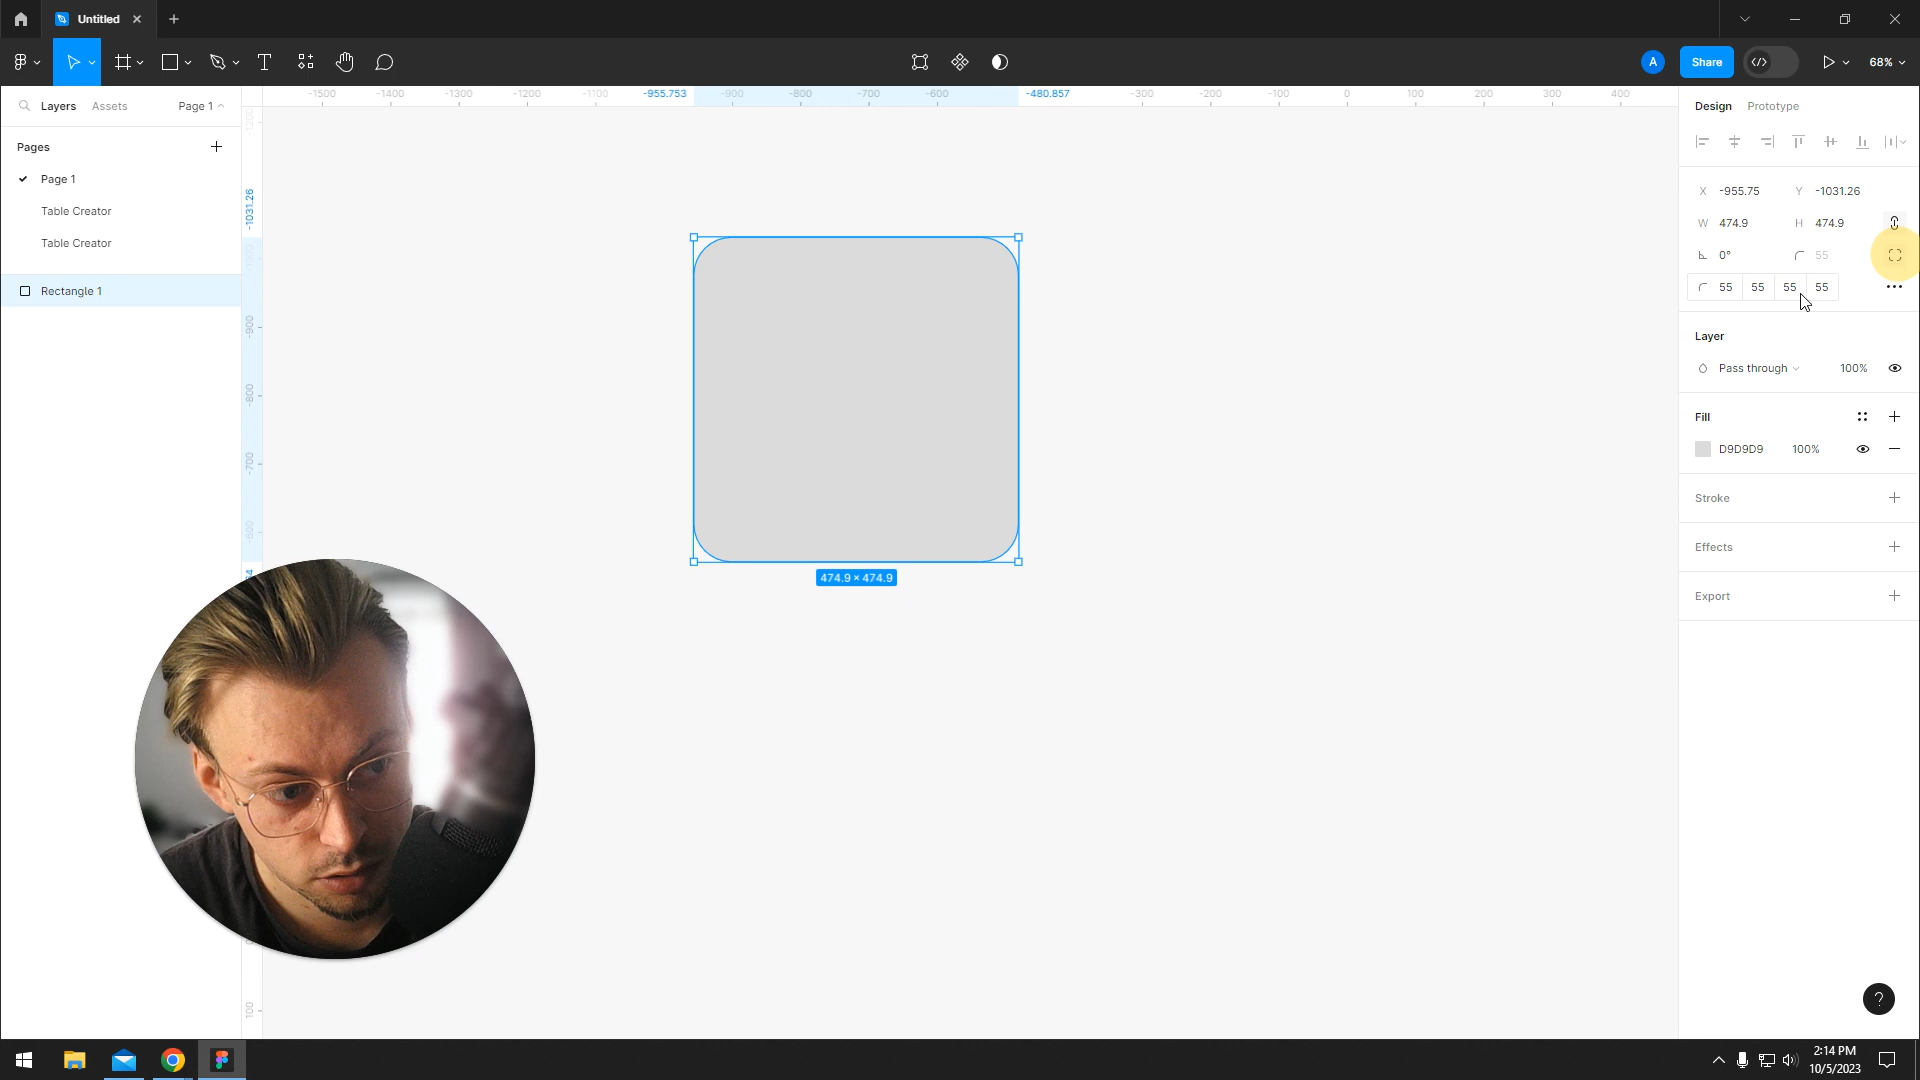 Untitled
Share
68%
Layers
Assets
Page 1
Pages
Page 1
Table Creator
Table Creator
Rectangle 1
-1500
-1400
-1300
-1200
-1100
-955.753
-900
-800
-700
-600
-480.857
-300
-200
-100
0
100
200
300
400
-1031.26
-900
-800
-700
-600
100
474.9 × 474.9
Design
Prototype
X -955.75 Y -1031.26
W 474.9 H 474.9
0° 55
55 55 55 55
Layer
Pass through 100%
Fill
D9D9D9 100%
Stroke
Effects
Export
?
A
2:14 PM
10/5/2023